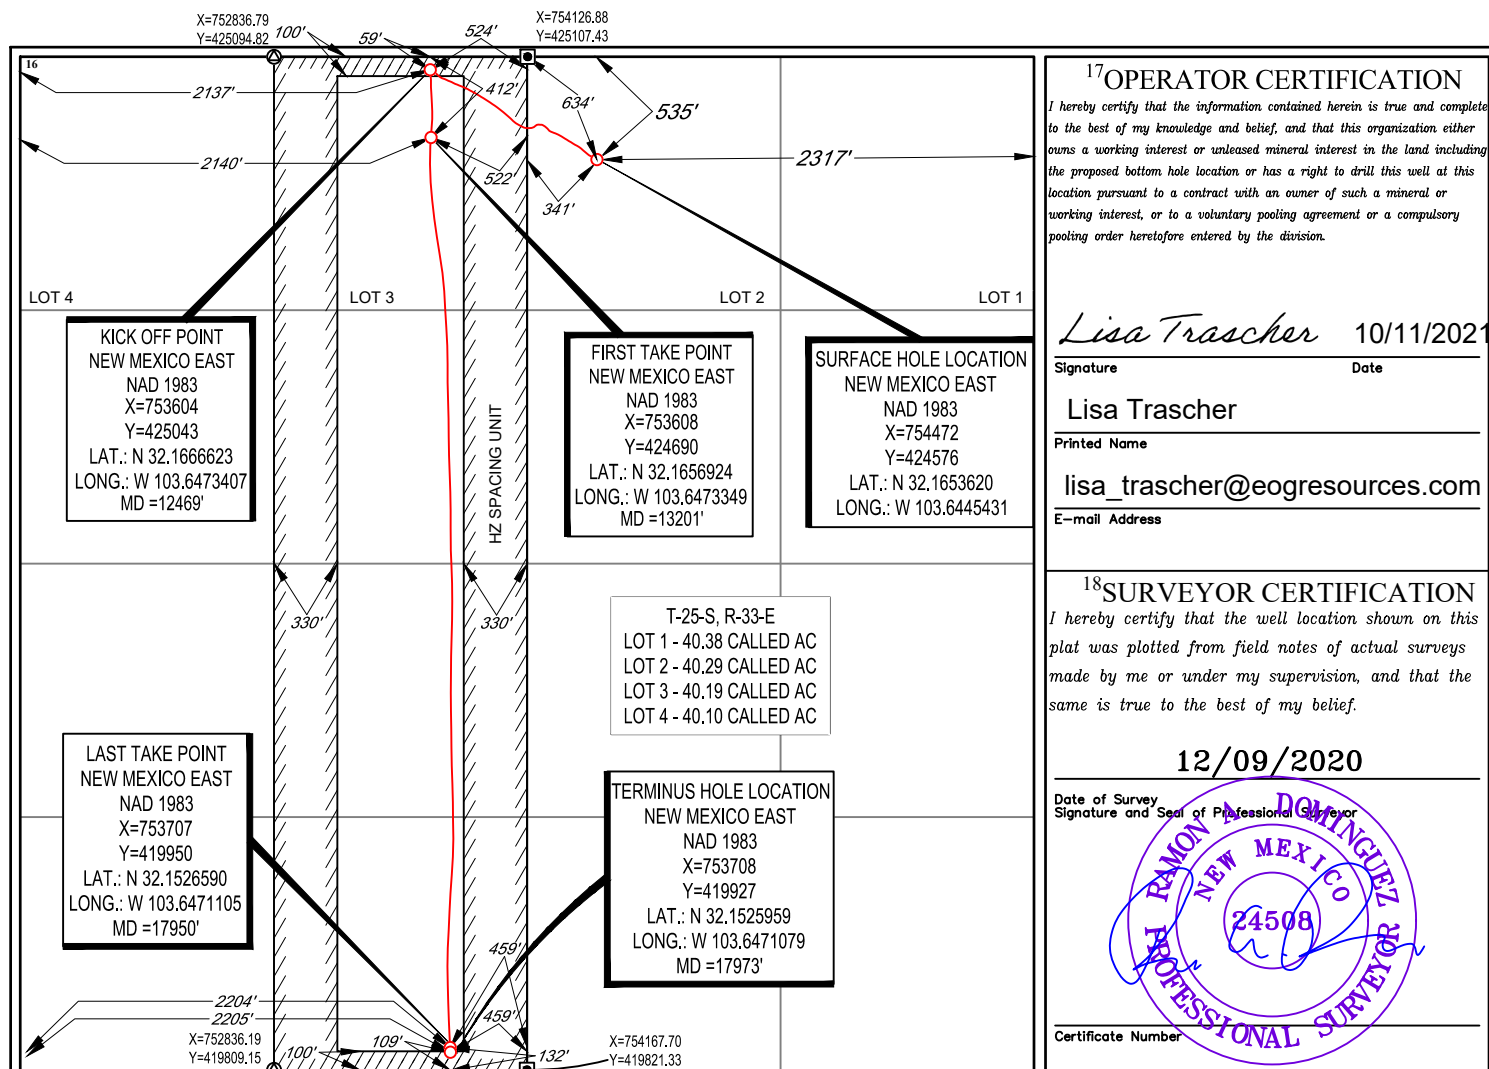 X=752836.79
Y=425094.82
100'
59'
524'
X=754126.88
Y=425107.43
16
2137'
412'
634'
535'
2140'
522'
341'
2317'
LOT 4
LOT 3
LOT 2
LOT 1
KICK OFF POINT
NEW MEXICO EAST
NAD 1983
X=753604
Y=425043
LAT.: N 32.1666623
LONG.: W 103.6473407
MD =12469'
FIRST TAKE POINT
NEW MEXICO EAST
NAD 1983
X=753608
Y=424690
LAT.: N 32.1656924
LONG.: W 103.6473349
MD =13201'
SURFACE HOLE LOCATION
NEW MEXICO EAST
NAD 1983
X=754472
Y=424576
LAT.: N 32.1653620
LONG.: W 103.6445431
HZ SPACING UNIT
330'
330'
T-25-S, R-33-E
LOT 1 - 40.38 CALLED AC
LOT 2 - 40.29 CALLED AC
LOT 3 - 40.19 CALLED AC
LOT 4 - 40.10 CALLED AC
LAST TAKE POINT
NEW MEXICO EAST
NAD 1983
X=753707
Y=419950
LAT.: N 32.1526590
LONG.: W 103.6471105
MD =17950'
TERMINUS HOLE LOCATION
NEW MEXICO EAST
NAD 1983
X=753708
Y=419927
LAT.: N 32.1525959
LONG.: W 103.6471079
MD =17973'
459'
2204'
2205'
459'
X=752836.19
Y=419809.15
100'
109'
132'
X=754167.70
Y=419821.33
17OPERATOR CERTIFICATION
I hereby certify that the information contained herein is true and complete
to the best of my knowledge and belief, and that this organization either
owns a working interest or unleased mineral interest in the land including
the proposed bottom hole location or has a right to drill this well at this
location pursuant to a contract with an owner of such a mineral or
working interest, or to a voluntary pooling agreement or a compulsory
pooling order heretofore entered by the division.
Lisa Trascher 10/11/2021
Signature Date
Lisa Trascher
Printed Name
lisa_trascher@eogresources.com
E-mail Address
18SURVEYOR CERTIFICATION
I hereby certify that the well location shown on this
plat was plotted from field notes of actual surveys
made by me or under my supervision, and that the
same is true to the best of my belief.
12/09/2020
Date of Survey
Signature and Seal of Professional Surveyor
RAMON A. DOMINGUEZ
NEW MEXICO
24508
PROFESSIONAL SURVEYOR
Certificate Number